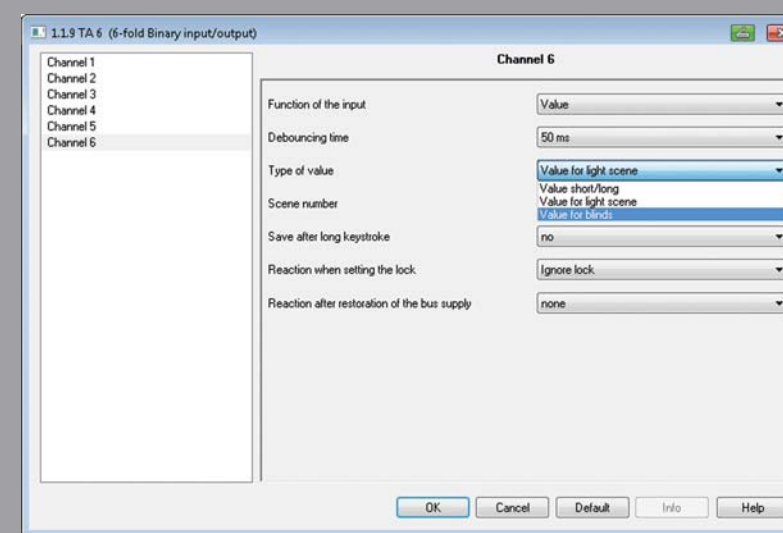 1.1.9 TA 6 (6-fold Binary input/output)
Channel 1
Channel 2
Channel 3
Channel 4
Channel 5
Channel 6
Channel 6
Function of the input
Value
Debouncing time
50 ms
Type of value
Value for light scene
Value short/long
Value for light scene
Value for blinds
Scene number
Save after long keystroke
no
Reaction when setting the lock
Ignore lock
Reaction after restoration of the bus supply
none
OK
Cancel
Default
Info
Help